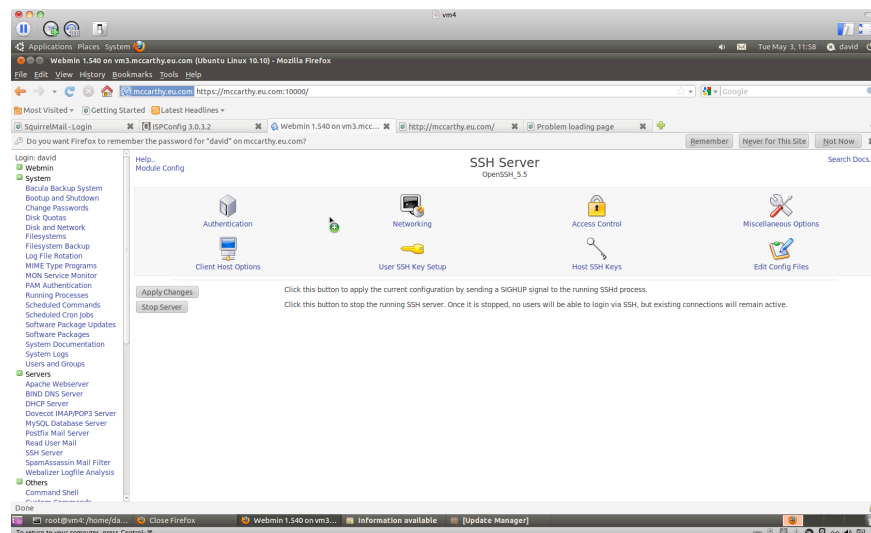 vm4
Applications Places System
Tue May 3, 11:58 david
Webmin 1.540 on vm3.mccarthy.eu.com (Ubuntu Linux 10.10) - Mozilla Firefox
File Edit View History Bookmarks Tools Help
mccarthy.eu.com https://mccarthy.eu.com:10000/
Google
Most Visited Getting Started Latest Headlines
SquirrelMail - Login ISPConfig 3.0.3.2 Webmin 1.540 on vm3.mcc... http://mccarthy.eu.com/ Problem loading page
Do you want Firefox to remember the password for "david" on mccarthy.eu.com? Remember Never for This Site Not Now
Login: david
Webmin
System
Bacula Backup System
Bootup and Shutdown
Change Passwords
Disk Quotas
Disk and Network
Filesystems
Filesystem Backup
Log File Rotation
MIME Type Programs
MON Service Monitor
PAM Authentication
Running Processes
Scheduled Commands
Scheduled Cron Jobs
Software Package Updates
Software Packages
System Documentation
System Logs
Users and Groups
Servers
Apache Webserver
BIND DNS Server
DHCP Server
Dovecot IMAP/POP3 Server
MySQL Database Server
Postfix Mail Server
Read User Mail
SSH Server
SpamAssassin Mail Filter
Webalizer Logfile Analysis
Others
Command Shell
Custom Commands
Help..
Module Config
SSH Server
OpenSSH_5.5
Search Docs..
Authentication Networking Access Control Miscellaneous Options
Client Host Options User SSH Key Setup Host SSH Keys Edit Config Files
Apply Changes Click this button to apply the current configuration by sending a SIGHUP signal to the running SSHd process.
Stop Server Click this button to stop the running SSH server. Once it is stopped, no users will be able to login via SSH, but existing connections will remain active.
Done
root@vm4: /home/da... Close Firefox Webmin 1.540 on vm3... Information available [Update Manager]
To return to your computer, press Control-⌘